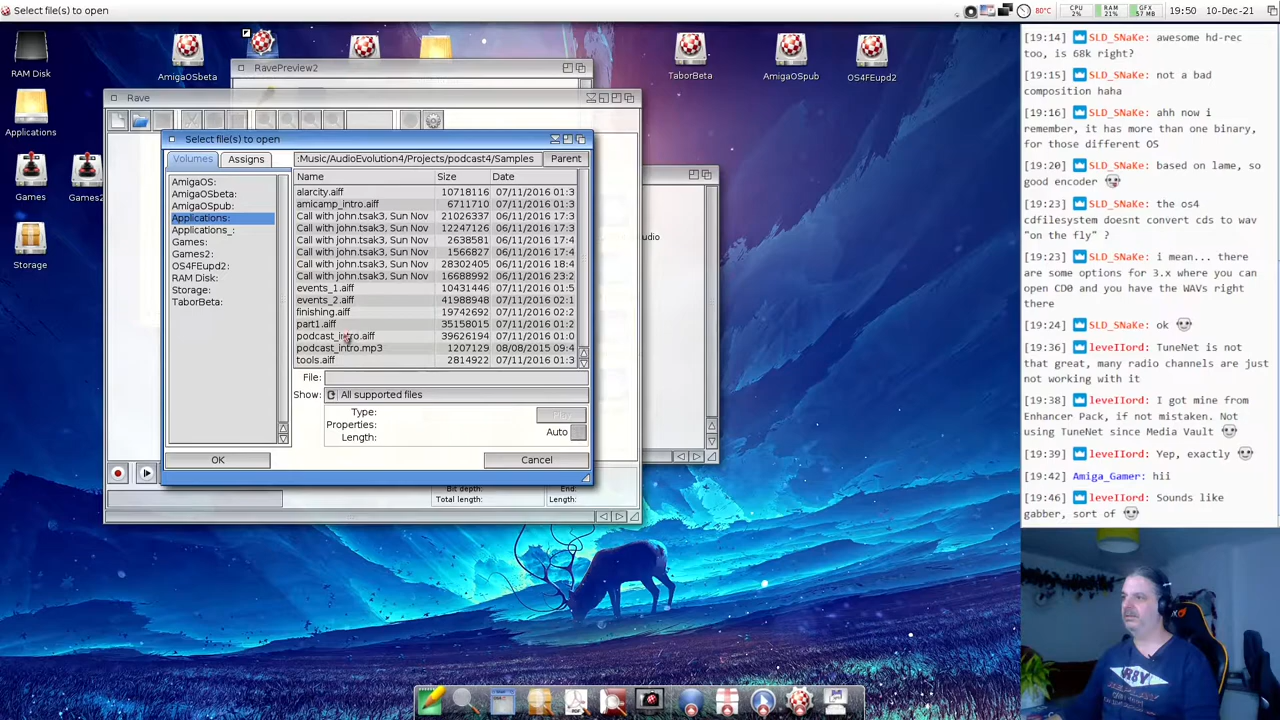 Select file(s) to open
80°C
CPU
2%
RAM
21%
GFX
57 MB
19:50
10-Dec-21
RAM Disk
Applications
Games
Games2
Storage
AmigaOSbeta
TaborBeta
AmigaOSpub
OS4FEupd2
RavePreview2
Rave
Select file(s) to open
Volumes
Assigns
:Music/AudioEvolution4/Projects/podcast4/Samples
Parent
AmigaOS:
AmigaOSbeta:
AmigaOSpub:
Applications:
Applications_:
Games:
Games2:
OS4FEupd2:
RAM Disk:
Storage:
TaborBeta:
Name Size Date
alarcity.aiff 10718116 07/11/2016 01:3
amicamp_intro.aiff 6711710 07/11/2016 01:3
Call with john.tsak3, Sun Nov 21026337 06/11/2016 17:3
Call with john.tsak3, Sun Nov 12247126 06/11/2016 17:3
Call with john.tsak3, Sun Nov 2638581 06/11/2016 17:4
Call with john.tsak3, Sun Nov 1566827 06/11/2016 17:4
Call with john.tsak3, Sun Nov 28302405 06/11/2016 18:4
Call with john.tsak3, Sun Nov 16688992 06/11/2016 23:2
events_1.aiff 10431446 07/11/2016 01:5
events_2.aiff 41988948 07/11/2016 02:1
finishing.aiff 19742692 07/11/2016 02:2
part1.aiff 35158015 07/11/2016 01:2
podcast_intro.aiff 39626194 07/11/2016 01:0
podcast_intro.mp3 1207129 08/08/2015 09:4
tools.aiff 2814922 07/11/2016 01:3
File:
Show: All supported files
Type:
Properties:
Length:
Auto
OK
Cancel
Bit depth:
Total length:
End:
Length:
[19:14] SLD_SNaKe: awesome hd-rec
too, is 68k right?
[19:15] SLD_SNaKe: not a bad
composition haha
[19:16] SLD_SNaKe: ahh now i
remember, it has more than one binary,
for those different OS
[19:20] SLD_SNaKe: based on lame, so
good encoder
[19:23] SLD_SNaKe: the os4
cdfilesystem doesnt convert cds to wav
"on the fly" ?
[19:23] SLD_SNaKe: i mean... there
are some options for 3.x where you can
open CD0 and you have the WAVs right
there
[19:24] SLD_SNaKe: ok
[19:38] leveIIord: TuneNet is not
that great, many radio channels are just
not working with it
[19:38] leveIIord: I got mine from
Enhancer Pack, if not mistaken. Not
using TuneNet since Media Vault
[19:39] leveIIord: Yep, exactly
[19:42] Amiga_Gamer: hii
[19:46] leveIIord: Sounds like
gabber, sort of